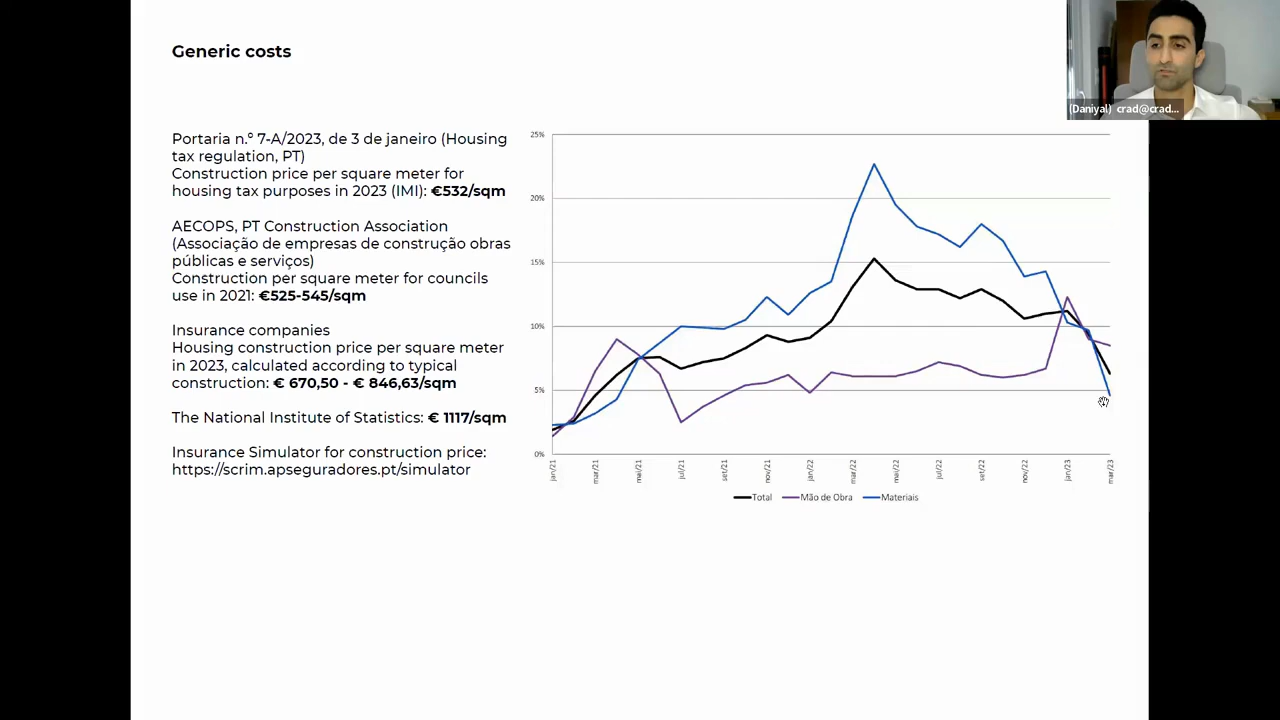 Generic costs
Portaria n.º 7-A/2023, de 3 de janeiro (Housing
tax regulation, PT)
Construction price per square meter for
housing tax purposes in 2023 (IMI): €532/sqm
AECOPS, PT Construction Association
(Associação de empresas de construção obras
públicas e serviços)
Construction per square meter for councils
use in 2021: €525-545/sqm
Insurance companies
Housing construction price per square meter
in 2023, calculated according to typical
construction: € 670,50 - € 846,63/sqm
The National Institute of Statistics: € 1117/sqm
Insurance Simulator for construction price:
https://scrim.apseguradores.pt/simulator
25%
20%
15%
10%
5%
0%
jan/21
mar/21
mai/21
jul/21
set/21
nov/21
jan/22
mar/22
mai/22
jul/22
set/22
nov/22
jan/23
mar/23
Total
Mão de Obra
Materiais
(Daniyal) crad@crad...